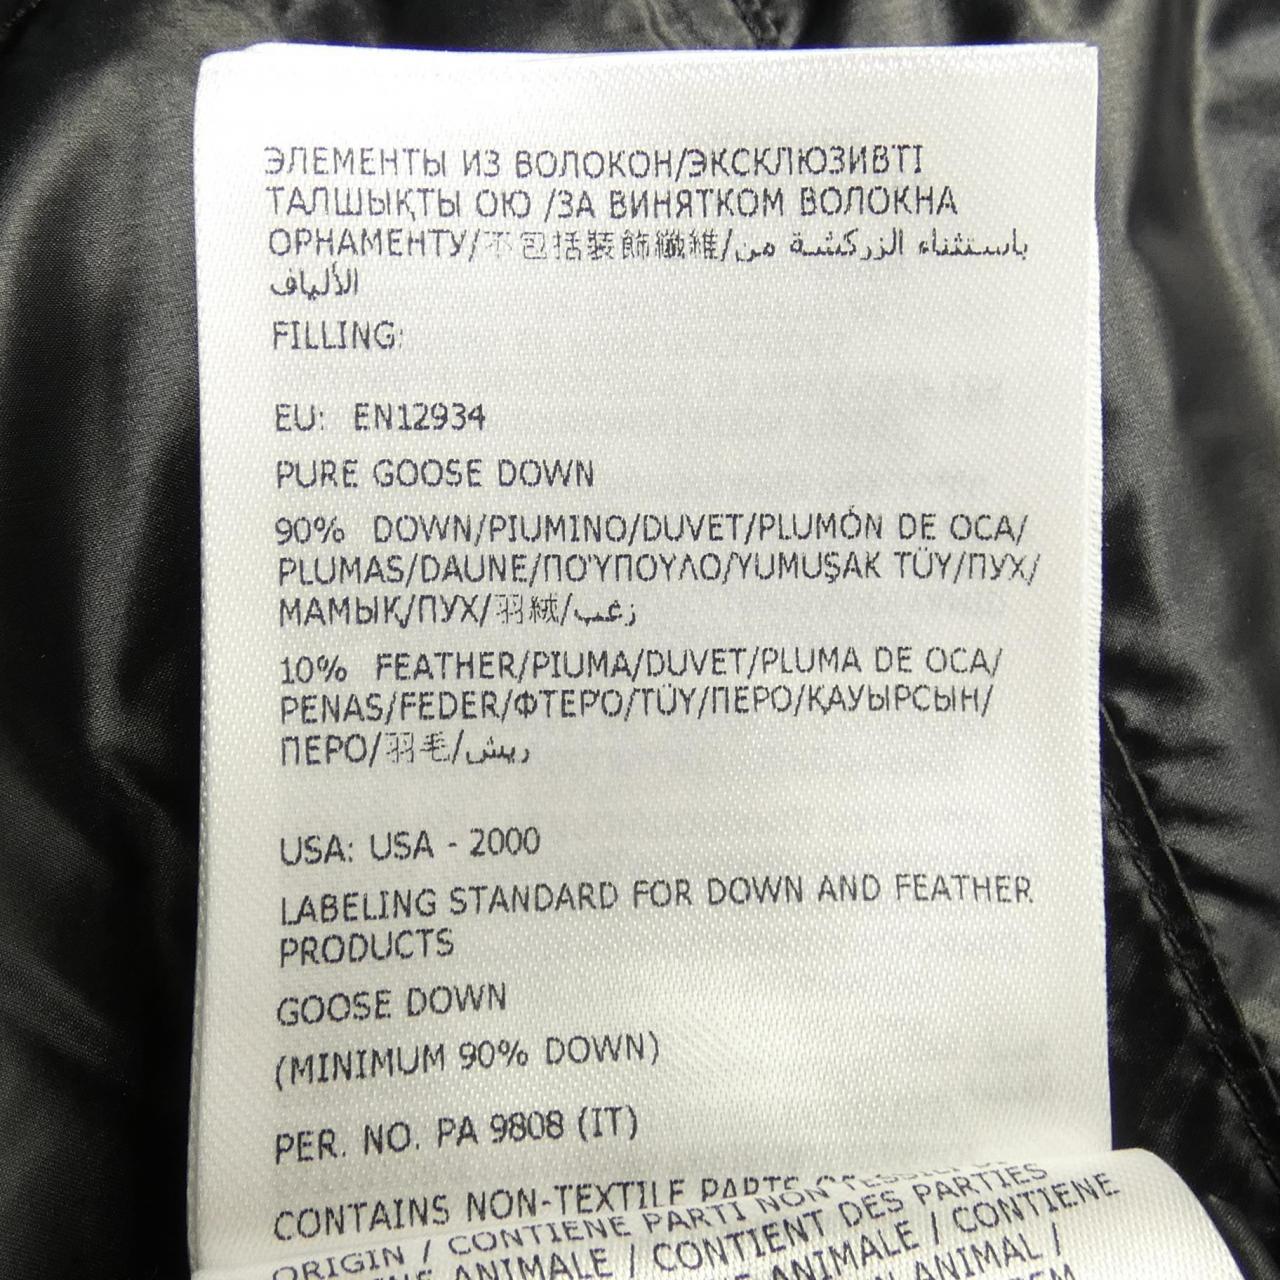 ЭЛЕМЕНТЫ ИЗ ВОЛОКОН/ЭКСКЛЮЗИВТІ
ТАЛШЫҚТЫ ОЮ /ЗА ВИНЯТКОМ ВОЛОКНА
ОРНАМЕНТУ/不包括裝飾纖維/باستثناء الزركشة من
الألياف
FILLING:
EU: EN12934
PURE GOOSE DOWN
90% DOWN/PIUMINO/DUVET/PLUMÓN DE OCA/
PLUMAS/DAUNE/ΠΟΎΠΟΥΛΟ/YUMUŞAK TÜY/ПУХ/
МАМЫҚ/ПУХ/羽絨/زغب
10% FEATHER/PIUMA/DUVET/PLUMA DE OCA/
PENAS/FEDER/ΦΤΕΡΌ/TÜY/ПЕРО/ҚАУЫРСЫН/
ПЕРО/羽毛/ريش
USA: USA - 2000
LABELING STANDARD FOR DOWN AND FEATHER
PRODUCTS
GOOSE DOWN
(MINIMUM 90% DOWN)
PER. NO. PA 9808 (IT)
CONTAINS NON-TEXTILE PARTS
ORIGIN / CONTIENE PARTI NON TESSILI
ANIMALE / CONTIENT DES PARTIES
ANIMALE / CONTIENE
ANIMAL /